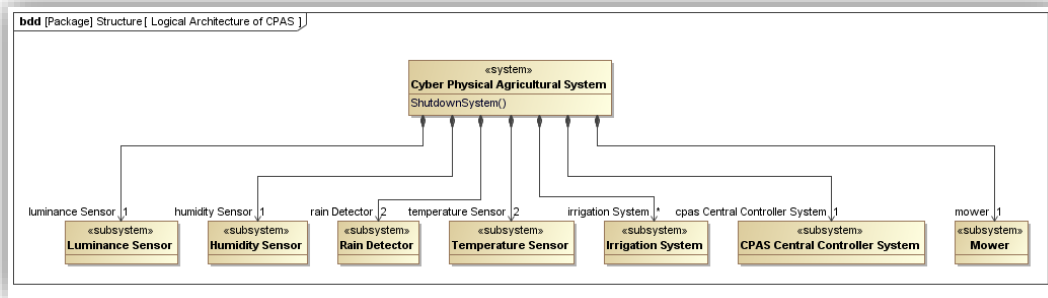 bdd [Package] Structure [ Logical Architecture of CPAS ]
«system»
Cyber Physical Agricultural System
ShutdownSystem()
luminance Sensor 1
humidity Sensor 1
rain Detector 2
temperature Sensor 2
irrigation System *
cpas Central Controller System 1
mower 1
«subsystem»
Luminance Sensor
«subsystem»
Humidity Sensor
«subsystem»
Rain Detector
«subsystem»
Temperature Sensor
«subsystem»
Irrigation System
«subsystem»
CPAS Central Controller System
«subsystem»
Mower